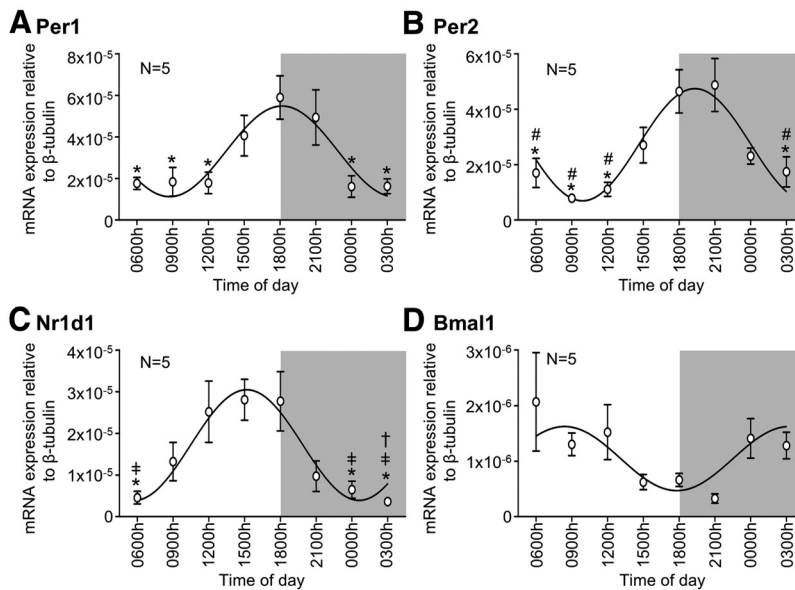 A Per1
mRNA expression relative
to β-tubulin
8x10-5
6x10-5
4x10-5
2x10-5
0
N=5
* * * * *
0600h 0900h 1200h 1500h 1800h 2100h 0000h 0300h
Time of day
B Per2
mRNA expression relative
to β-tubulin
6x10-5
4x10-5
2x10-5
0
N=5
# # # #
* * * *
0600h 0900h 1200h 1500h 1800h 2100h 0000h 0300h
Time of day
C Nr1d1
mRNA expression relative
to β-tubulin
4x10-5
3x10-5
2x10-5
1x10-5
0
N=5
†
ǂ ǂ ǂ
* * *
0600h 0900h 1200h 1500h 1800h 2100h 0000h 0300h
Time of day
D Bmal1
mRNA expression relative
to β-tubulin
3x10-6
2x10-6
1x10-6
0
N=5
0600h 0900h 1200h 1500h 1800h 2100h 0000h 0300h
Time of day